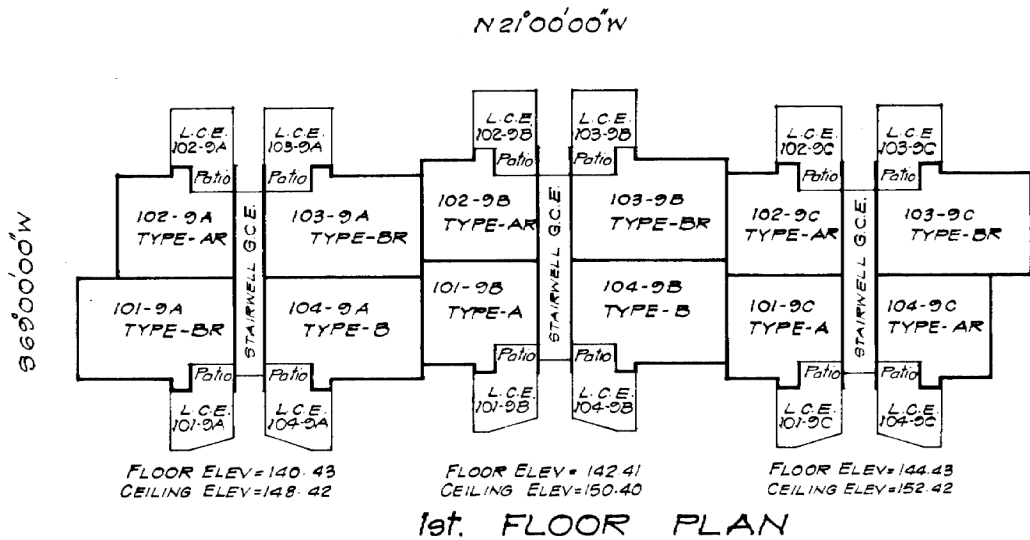 N21°00'00"W
S69°00'00"W
L.C.E.
102-9A
L.C.E.
103-9A
Patio
Patio
102-9A
TYPE-AR
103-9A
TYPE-BR
STAIRWELL G.C.E.
101-9A
TYPE-BR
104-9A
TYPE-B
Patio
Patio
L.C.E.
101-9A
L.C.E.
104-9A
FLOOR ELEV=140.43
CEILING ELEV=148.42
L.C.E.
102-9B
L.C.E.
103-9B
Patio
Patio
102-9B
TYPE-AR
103-9B
TYPE-BR
STAIRWELL G.C.E.
101-9B
TYPE-A
104-9B
TYPE-B
Patio
Patio
L.C.E.
101-9B
L.C.E.
104-9B
FLOOR ELEV=142.41
CEILING ELEV=150.40
L.C.E.
102-9C
L.C.E.
103-9C
Patio
Patio
102-9C
TYPE-AR
103-9C
TYPE-BR
STAIRWELL G.C.E.
101-9C
TYPE-A
104-9C
TYPE-AR
Patio
Patio
L.C.E.
101-9C
L.C.E.
104-9C
FLOOR ELEV=144.43
CEILING ELEV=152.42
1st. FLOOR PLAN